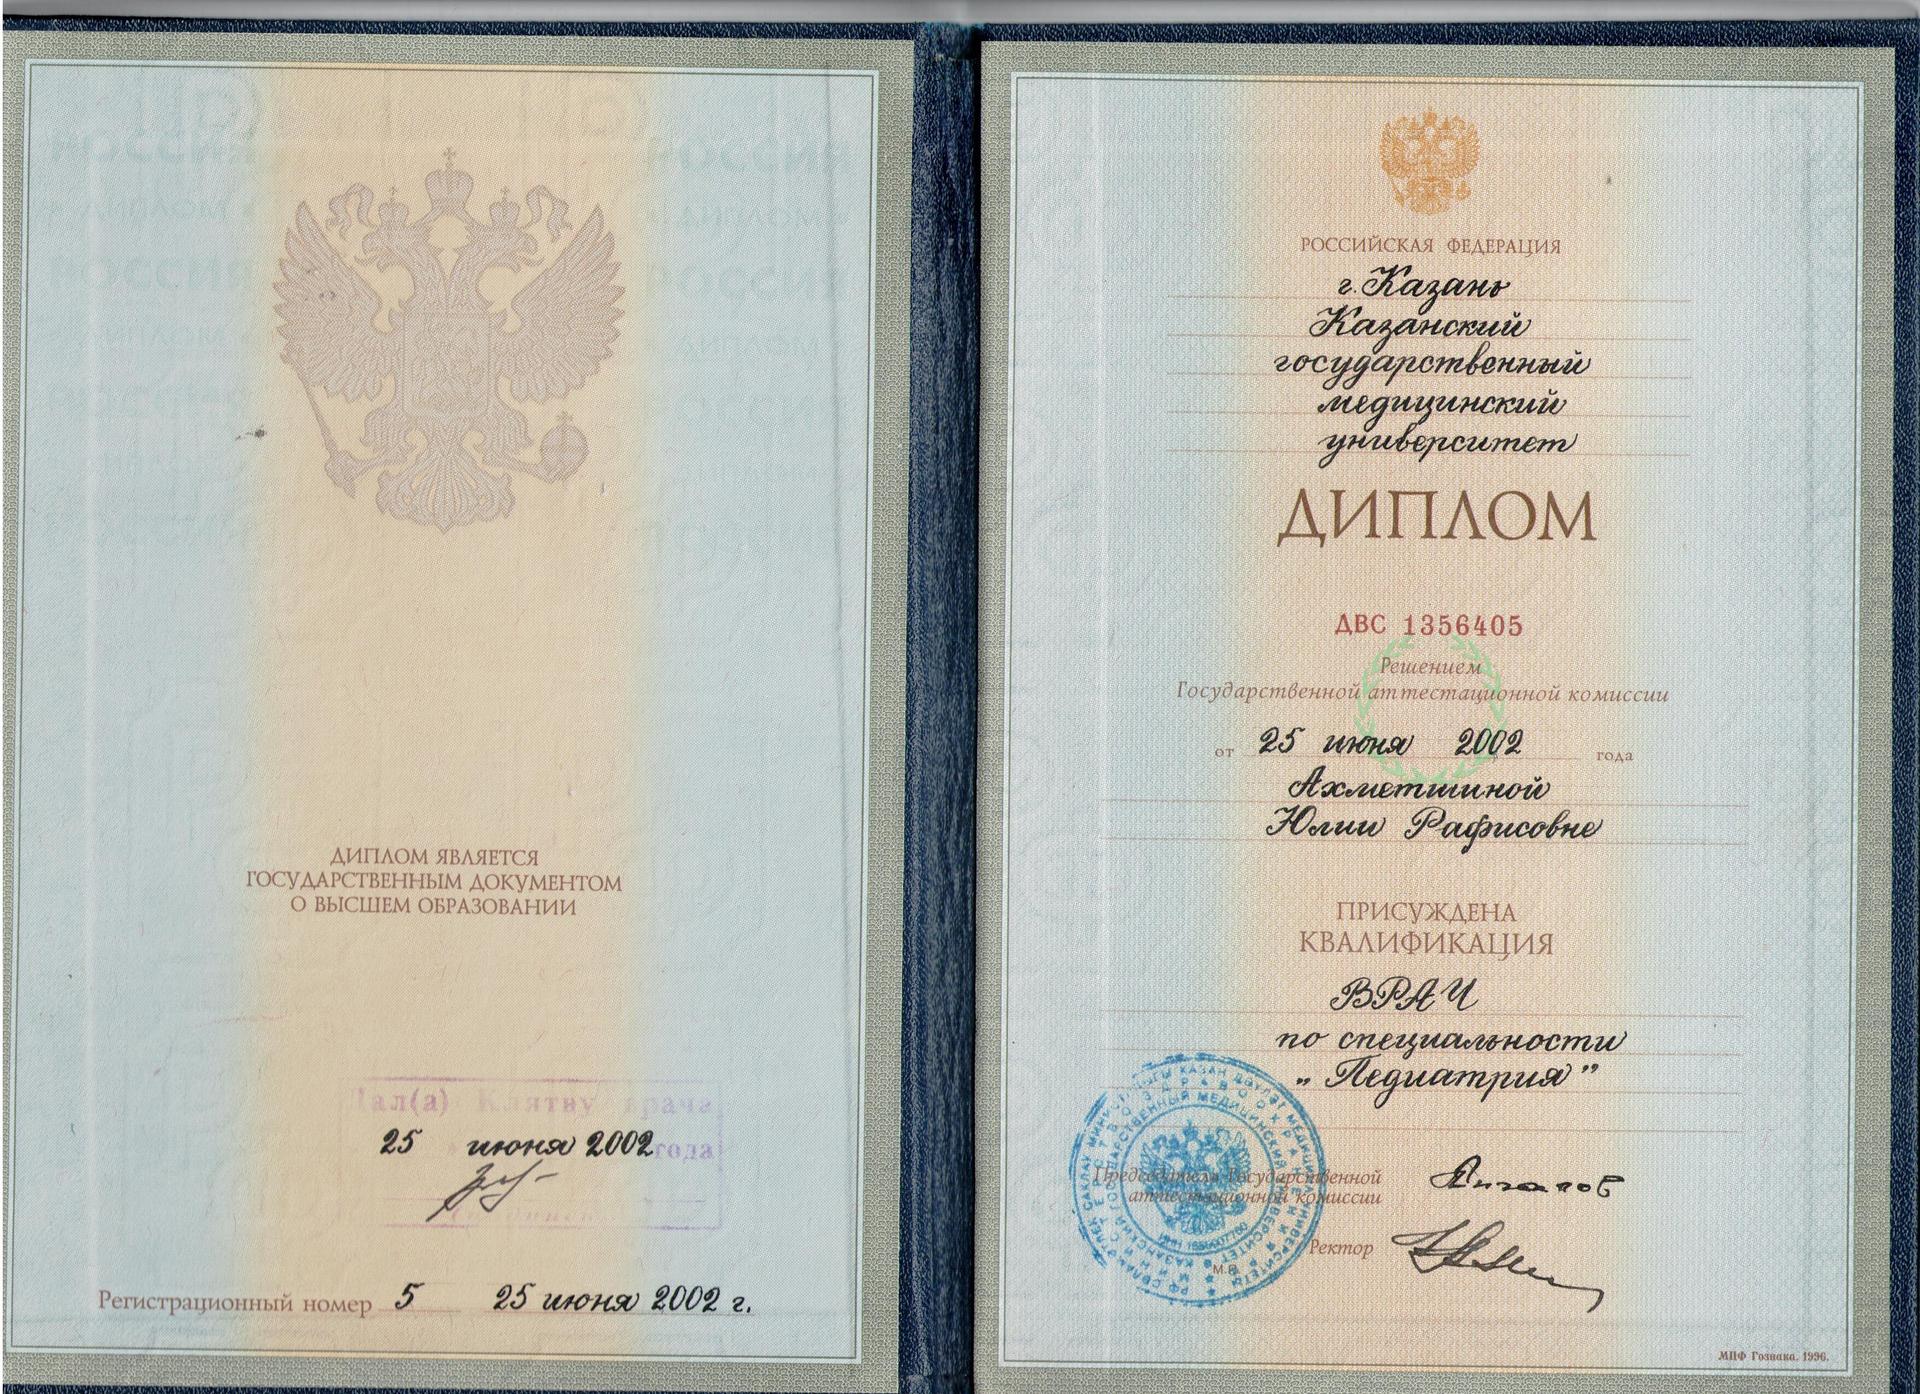 ДИПЛОМ ЯВЛЯЕТСЯ
ГОСУДАРСТВЕННЫМ ДОКУМЕНТОМ
О ВЫСШЕМ ОБРАЗОВАНИИ
Дал(а) Клятву врача
25 июня 2002 года
Регистрационный номер 5 25 июня 2002 г.
РОССИЙСКАЯ ФЕДЕРАЦИЯ
г. Казань
Казанский
государственный
медицинский
университет
ДИПЛОМ
ДВС 1356405
Решением
Государственной аттестационной комиссии
от 25 июня 2002 года
Ахметшиной
Юлии Рафисовне
ПРИСУЖДЕНА
КВАЛИФИКАЦИЯ
ВРАЧ
по специальности
„Педиатрия”
Председатель Государственной
аттестационной комиссии
Ректор
М.П.
МПФ Гознака. 1996.